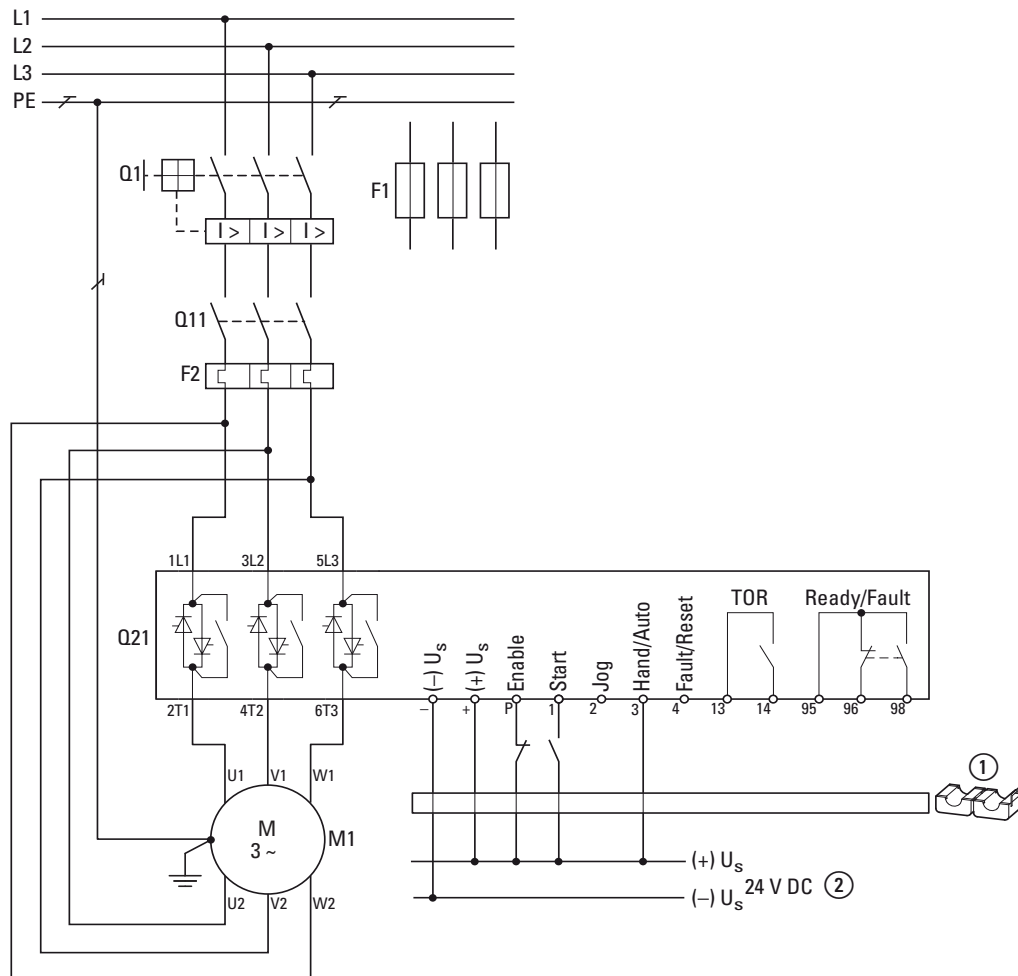 L1
L2
L3
PE
Q1
I > I > I >
F1
Q11
F2
1L1 3L2 5L3
Q21
(–) Us
(+) Us
Enable
Start
Jog
Hand/Auto
Fault/Reset
TOR
Ready/Fault
2T1 4T2 6T3
– + P 1 2 3 4 13 14 95 96 98
U1 V1 W1
M
3 ~
M1
U2 V2 W2
1
(+) Us
(–) Us
24 V DC 2